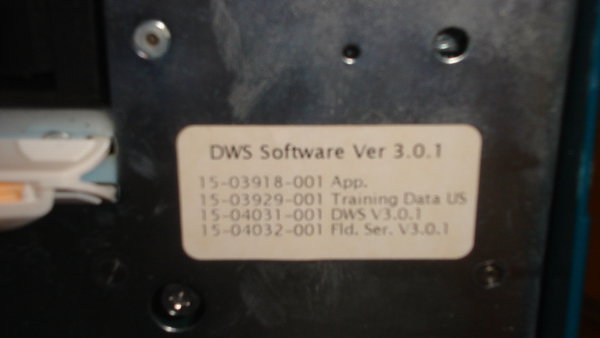 DWS Software Ver 3.0.1
15-03918-001 App.
15-03929-001 Training Data US
15-04031-001 DWS V3.0.1
15-04032-001 Fld. Ser. V3.0.1